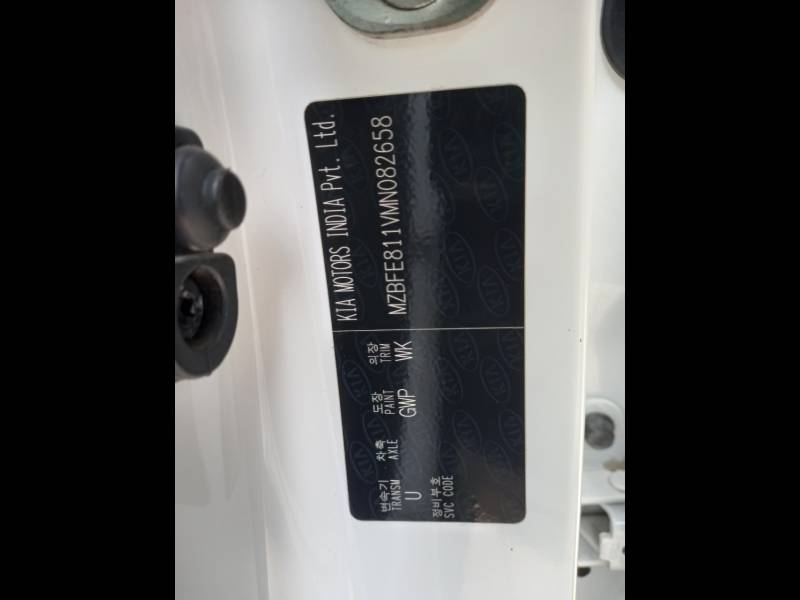 KIA MOTORS INDIA Pvt. Ltd.
MZBFE811VMN082658
변속기 차축 도장 의장
TRANSM AXLE PAINT TRIM
U GWP WK
정비부호
SVC CODE